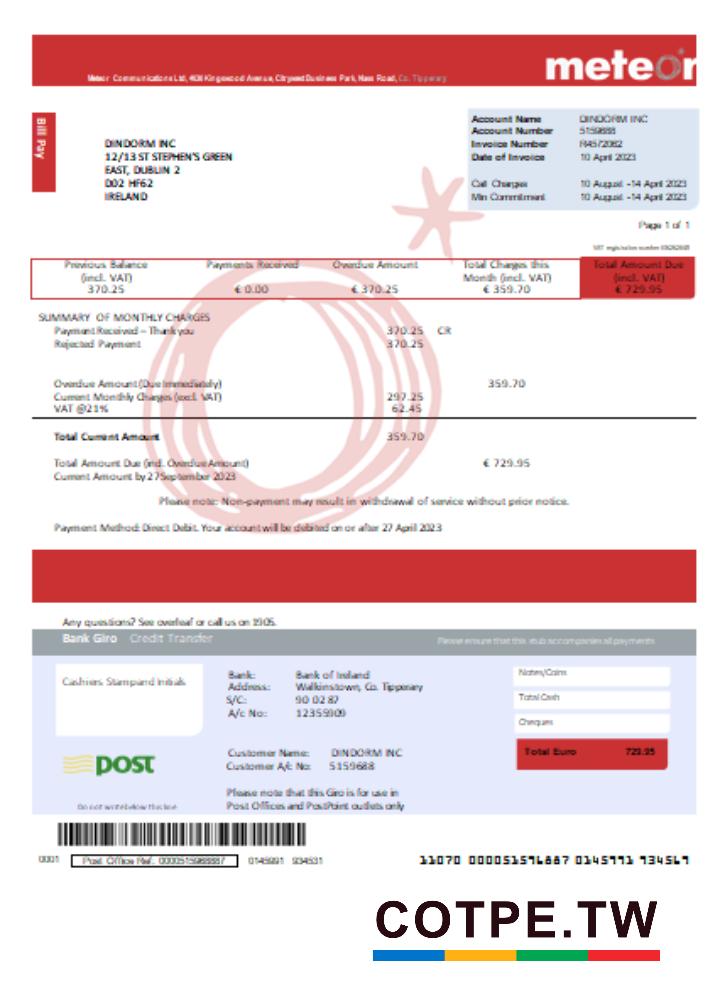 meteor
Meteor Communications Ltd, 4030 Kingswood Avenue, Citywest Business Park, Naas Road, Co. Tipperary
Bill Pay
DINDORM INC
12/13 ST STEPHEN'S GREEN
EAST, DUBLIN 2
D02 HF62
IRELAND
Account Name DINDORM INC
Account Number 5159688
Invoice Number R4572062
Date of Invoice 10 April 2023
Call Charges 10 August -14 April 2023
Min Commitment 10 August -14 April 2023
Page 1 of 1
VAT registration number
Previous Balance (incl. VAT) 370.25
Payments Received € 0.00
Overdue Amount € 370.25
Total Charges this Month (incl. VAT) € 359.70
Total Amount Due (incl. VAT) € 729.95
SUMMARY OF MONTHLY CHARGES
Payment Received – Thank you 370.25 CR
Rejected Payment 370.25
Overdue Amount (Due Immediately) 359.70
Current Monthly Charges (excl. VAT) 297.25
VAT @21% 62.45
Total Current Amount 359.70
Total Amount Due (incl. Overdue Amount) € 729.95
Current Amount by 27 September 2023
Please note: Non-payment may result in withdrawal of service without prior notice.
Payment Method: Direct Debit. Your account will be debited on or after 27 April 2023
Any questions? See overleaf or call us on 1905.
Bank Giro Credit Transfer
Please ensure that this stub accompanies all payments
Cashiers Stamp and Initials
Bank: Bank of Ireland
Address: Walkinstown, Co. Tipperary
S/C: 90 02 87
A/c No: 12355909
Notes/Coins
Total Cash
Cheques
Total Euro 729.95
post
Customer Name: DINDORM INC
Customer A/c No: 5159688
Please note that this Giro is for use in
Post Offices and PostPoint outlets only
Do not write below this line
0001 Post Office Ref. 0000515968887 0145991 934531
11070 000051596887 0145991 934569
COTPE.TW